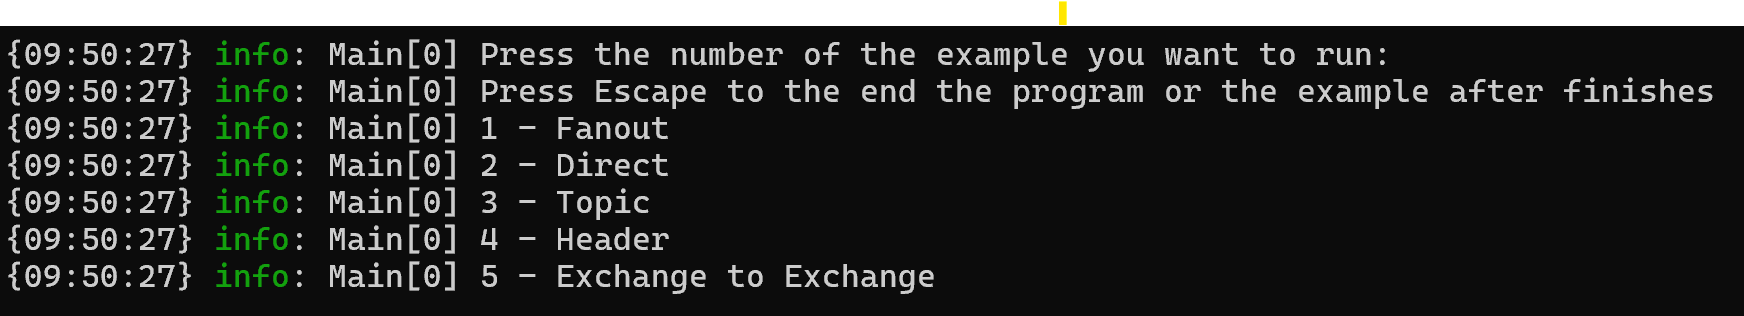 {09:50:27} info: Main[0] Press the number of the example you want to run:
{09:50:27} info: Main[0] Press Escape to the end the program or the example after finishes
{09:50:27} info: Main[0] 1 - Fanout
{09:50:27} info: Main[0] 2 - Direct
{09:50:27} info: Main[0] 3 - Topic
{09:50:27} info: Main[0] 4 - Header
{09:50:27} info: Main[0] 5 - Exchange to Exchange